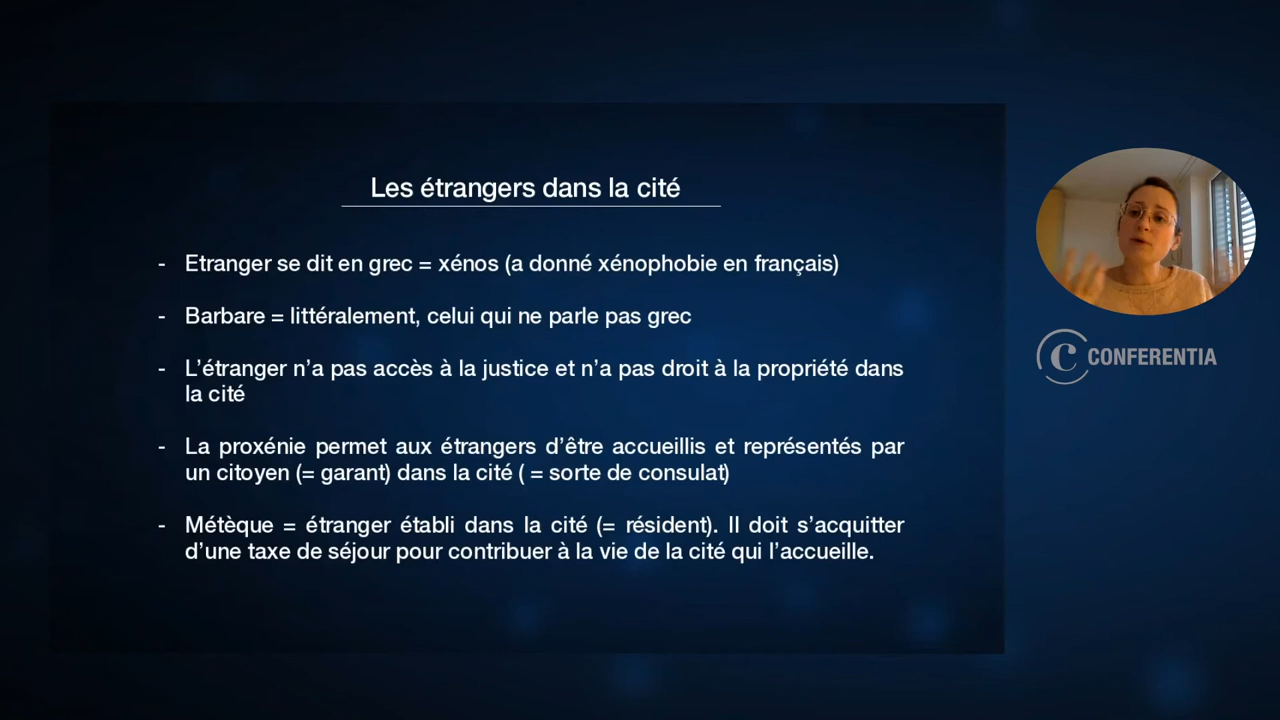 Les étrangers dans la cité
- Etranger se dit en grec = xénos (a donné xénophobie en français)
- Barbare = littéralement, celui qui ne parle pas grec
- L’étranger n’a pas accès à la justice et n’a pas droit à la propriété dans
la cité
- La proxénie permet aux étrangers d’être accueillis et représentés par
un citoyen (= garant) dans la cité ( = sorte de consulat)
- Métèque = étranger établi dans la cité (= résident). Il doit s’acquitter
d’une taxe de séjour pour contribuer à la vie de la cité qui l’accueille.
C CONFERENTIA